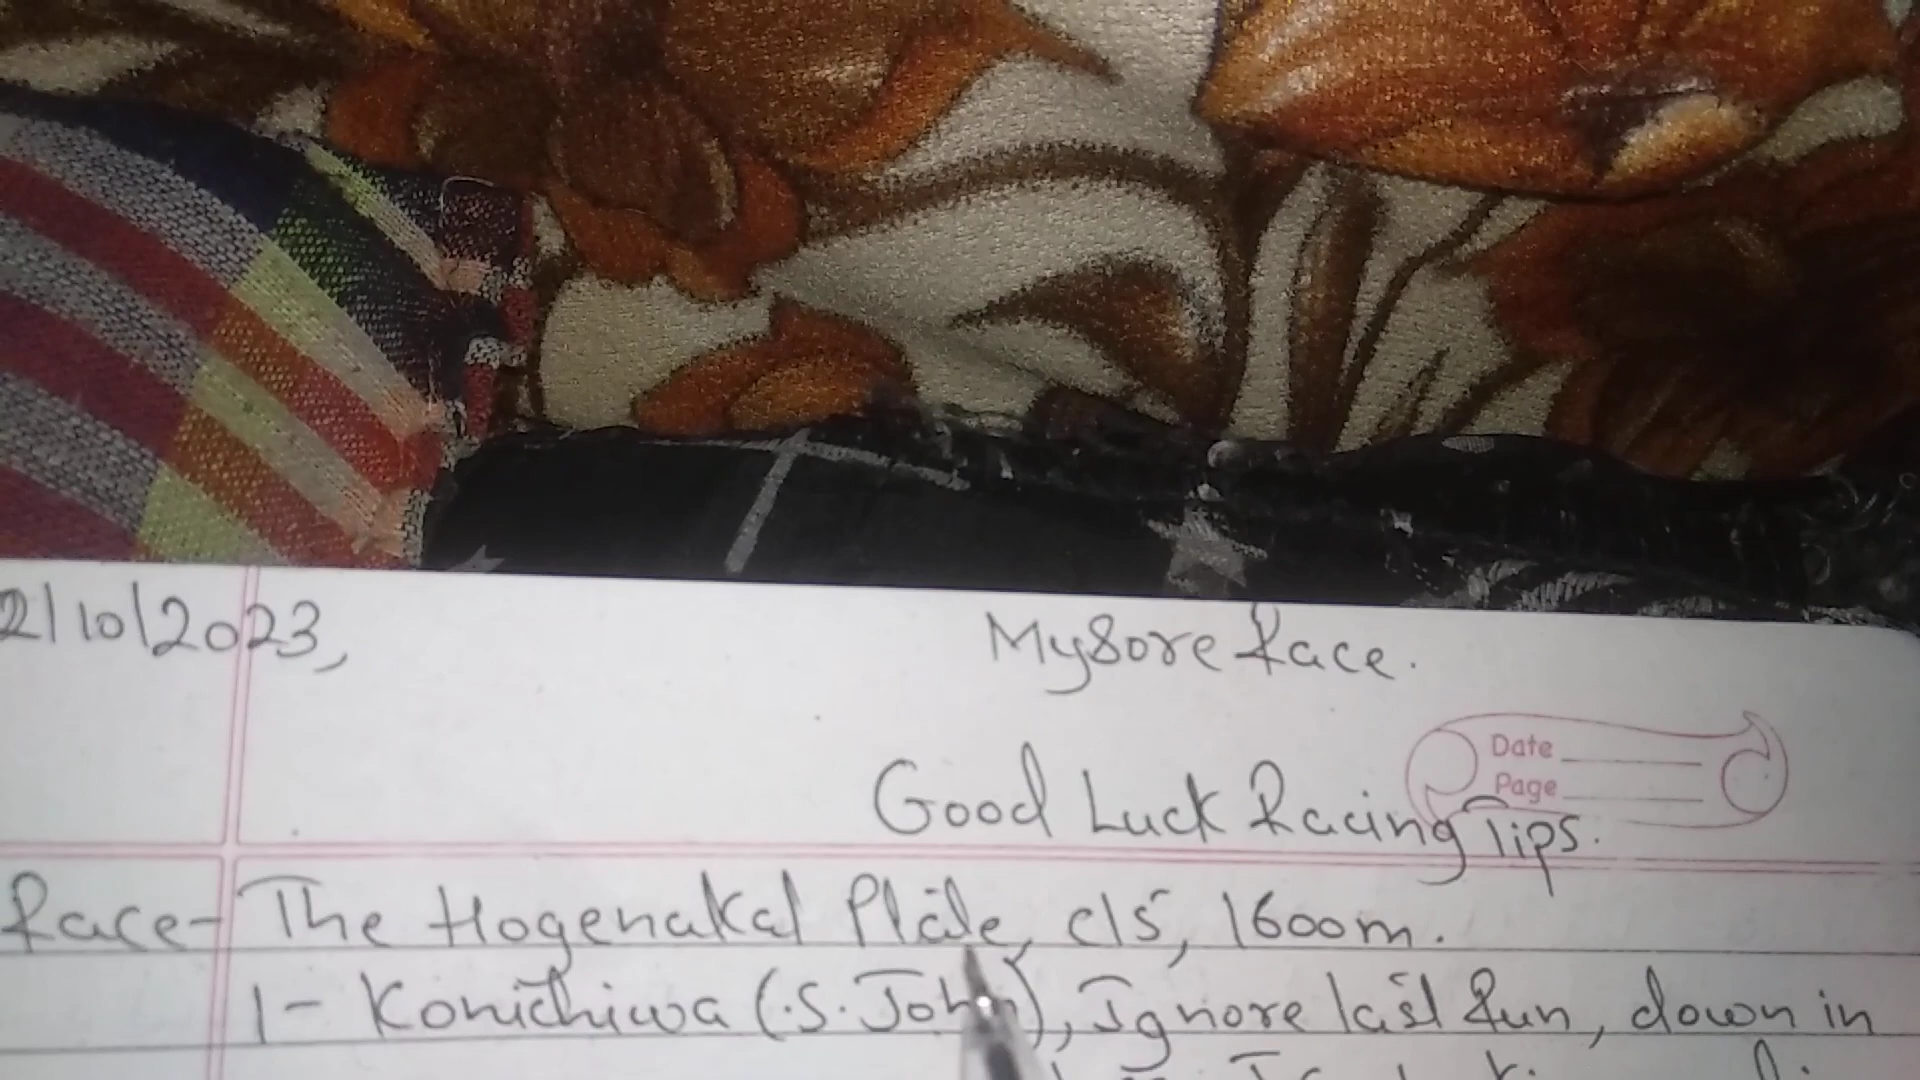 2/10/2023,
Mysore Race.
Date
Page
Good Luck Racing Tips.
Race- The Hogenakal Plate, c/5, 1600m.
1- Konichiwa (.S.John), Ignore last Run, down in